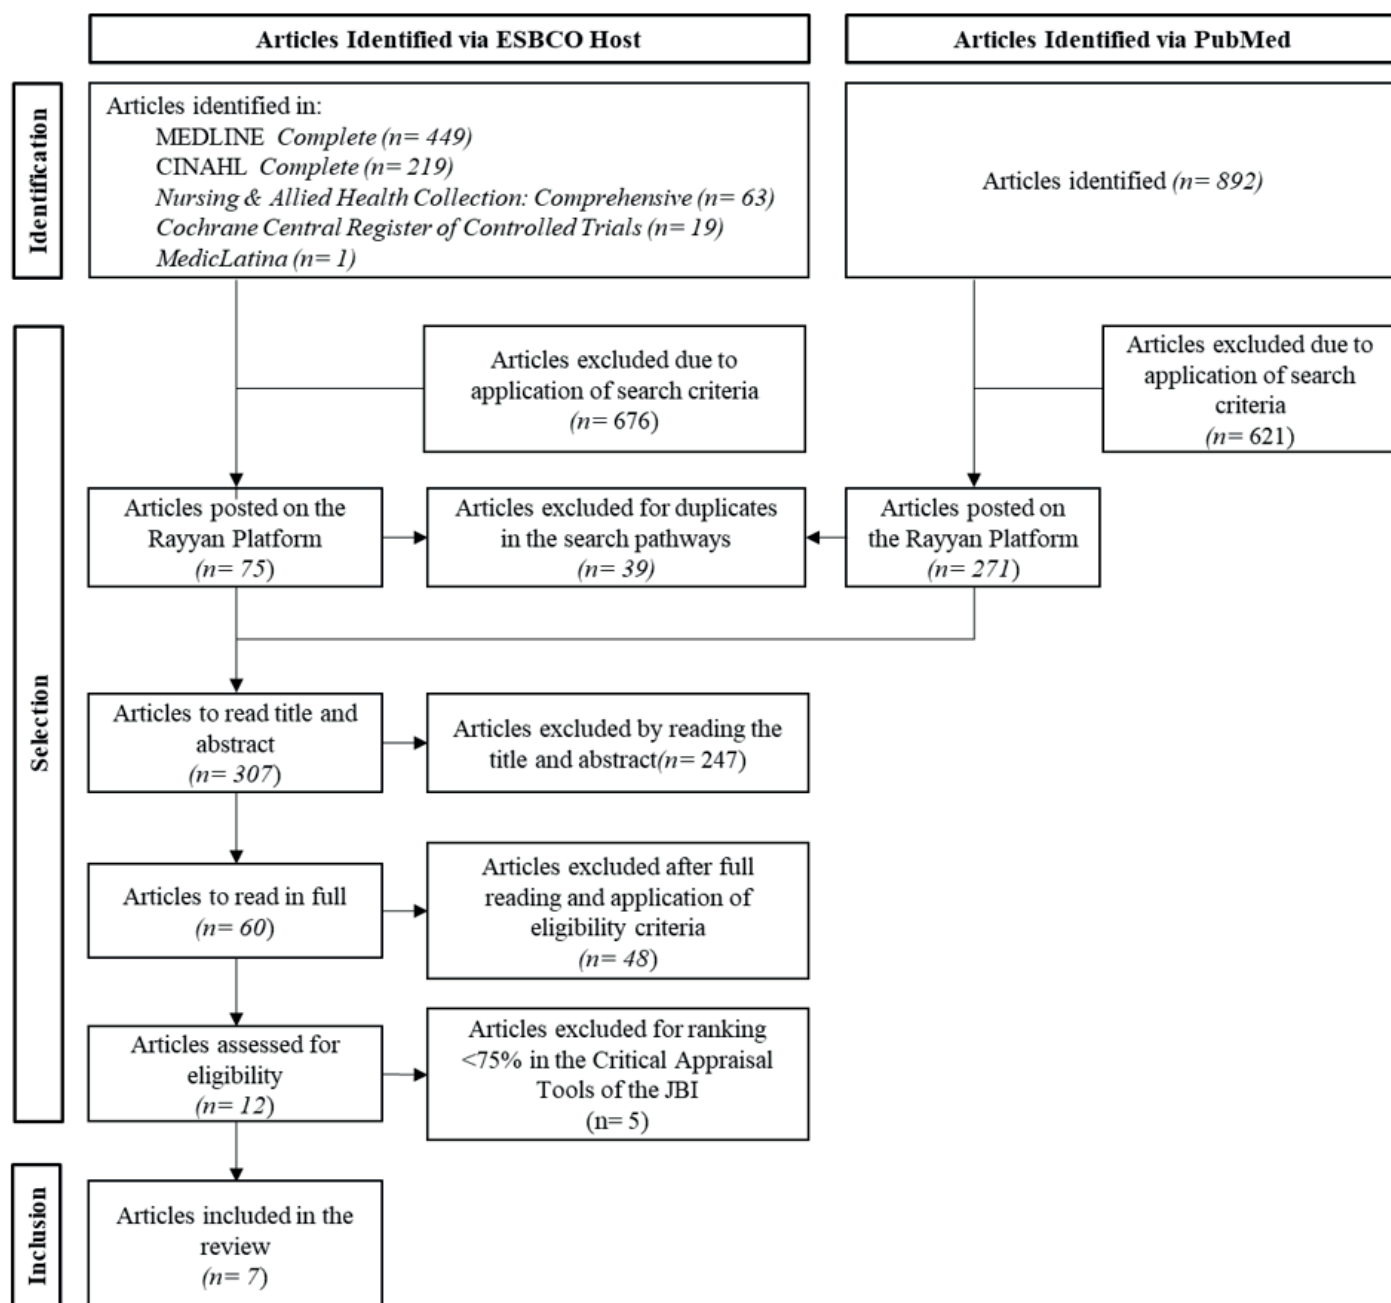 Articles Identified via ESBCO Host
Articles Identified via PubMed
Identification
Articles identified in:
MEDLINE Complete (n= 449)
CINAHL Complete (n= 219)
Nursing & Allied Health Collection: Comprehensive (n= 63)
Cochrane Central Register of Controlled Trials (n= 19)
MedicLatina (n= 1)
Articles identified (n= 892)
Selection
Articles excluded due to
application of search criteria
(n= 676)
Articles excluded due to
application of search
criteria
(n= 621)
Articles posted on the
Rayyan Platform
(n= 75)
Articles excluded for duplicates
in the search pathways
(n= 39)
Articles posted on
the Rayyan Platform
(n= 271)
Articles to read title and
abstract
(n= 307)
Articles excluded by reading the
title and abstract(n= 247)
Articles to read in full
(n= 60)
Articles excluded after full
reading and application of
eligibility criteria
(n= 48)
Articles assessed for
eligibility
(n= 12)
Articles excluded for ranking
<75% in the Critical Appraisal
Tools of the JBI
(n= 5)
Inclusion
Articles included in the
review
(n= 7)